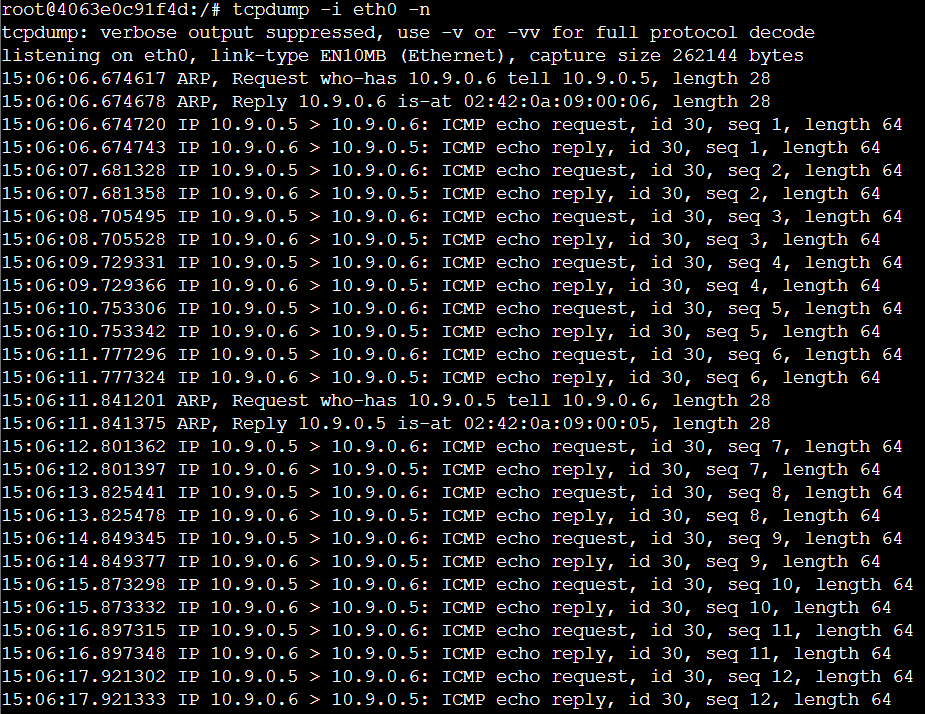 root@4063e0c91f4d:/# tcpdump -i eth0 -n
tcpdump: verbose output suppressed, use -v or -vv for full protocol decode
listening on eth0, link-type EN10MB (Ethernet), capture size 262144 bytes
15:06:06.674617 ARP, Request who-has 10.9.0.6 tell 10.9.0.5, length 28
15:06:06.674678 ARP, Reply 10.9.0.6 is-at 02:42:0a:09:00:06, length 28
15:06:06.674720 IP 10.9.0.5 > 10.9.0.6: ICMP echo request, id 30, seq 1, length 64
15:06:06.674743 IP 10.9.0.6 > 10.9.0.5: ICMP echo reply, id 30, seq 1, length 64
15:06:07.681328 IP 10.9.0.5 > 10.9.0.6: ICMP echo request, id 30, seq 2, length 64
15:06:07.681358 IP 10.9.0.6 > 10.9.0.5: ICMP echo reply, id 30, seq 2, length 64
15:06:08.705495 IP 10.9.0.5 > 10.9.0.6: ICMP echo request, id 30, seq 3, length 64
15:06:08.705528 IP 10.9.0.6 > 10.9.0.5: ICMP echo reply, id 30, seq 3, length 64
15:06:09.729331 IP 10.9.0.5 > 10.9.0.6: ICMP echo request, id 30, seq 4, length 64
15:06:09.729366 IP 10.9.0.6 > 10.9.0.5: ICMP echo reply, id 30, seq 4, length 64
15:06:10.753306 IP 10.9.0.5 > 10.9.0.6: ICMP echo request, id 30, seq 5, length 64
15:06:10.753342 IP 10.9.0.6 > 10.9.0.5: ICMP echo reply, id 30, seq 5, length 64
15:06:11.777296 IP 10.9.0.5 > 10.9.0.6: ICMP echo request, id 30, seq 6, length 64
15:06:11.777324 IP 10.9.0.6 > 10.9.0.5: ICMP echo reply, id 30, seq 6, length 64
15:06:11.841201 ARP, Request who-has 10.9.0.5 tell 10.9.0.6, length 28
15:06:11.841375 ARP, Reply 10.9.0.5 is-at 02:42:0a:09:00:05, length 28
15:06:12.801362 IP 10.9.0.5 > 10.9.0.6: ICMP echo request, id 30, seq 7, length 64
15:06:12.801397 IP 10.9.0.6 > 10.9.0.5: ICMP echo reply, id 30, seq 7, length 64
15:06:13.825441 IP 10.9.0.5 > 10.9.0.6: ICMP echo request, id 30, seq 8, length 64
15:06:13.825478 IP 10.9.0.6 > 10.9.0.5: ICMP echo reply, id 30, seq 8, length 64
15:06:14.849345 IP 10.9.0.5 > 10.9.0.6: ICMP echo request, id 30, seq 9, length 64
15:06:14.849377 IP 10.9.0.6 > 10.9.0.5: ICMP echo reply, id 30, seq 9, length 64
15:06:15.873298 IP 10.9.0.5 > 10.9.0.6: ICMP echo request, id 30, seq 10, length 64
15:06:15.873332 IP 10.9.0.6 > 10.9.0.5: ICMP echo reply, id 30, seq 10, length 64
15:06:16.897315 IP 10.9.0.5 > 10.9.0.6: ICMP echo request, id 30, seq 11, length 64
15:06:16.897348 IP 10.9.0.6 > 10.9.0.5: ICMP echo reply, id 30, seq 11, length 64
15:06:17.921302 IP 10.9.0.5 > 10.9.0.6: ICMP echo request, id 30, seq 12, length 64
15:06:17.921333 IP 10.9.0.6 > 10.9.0.5: ICMP echo reply, id 30, seq 12, length 64